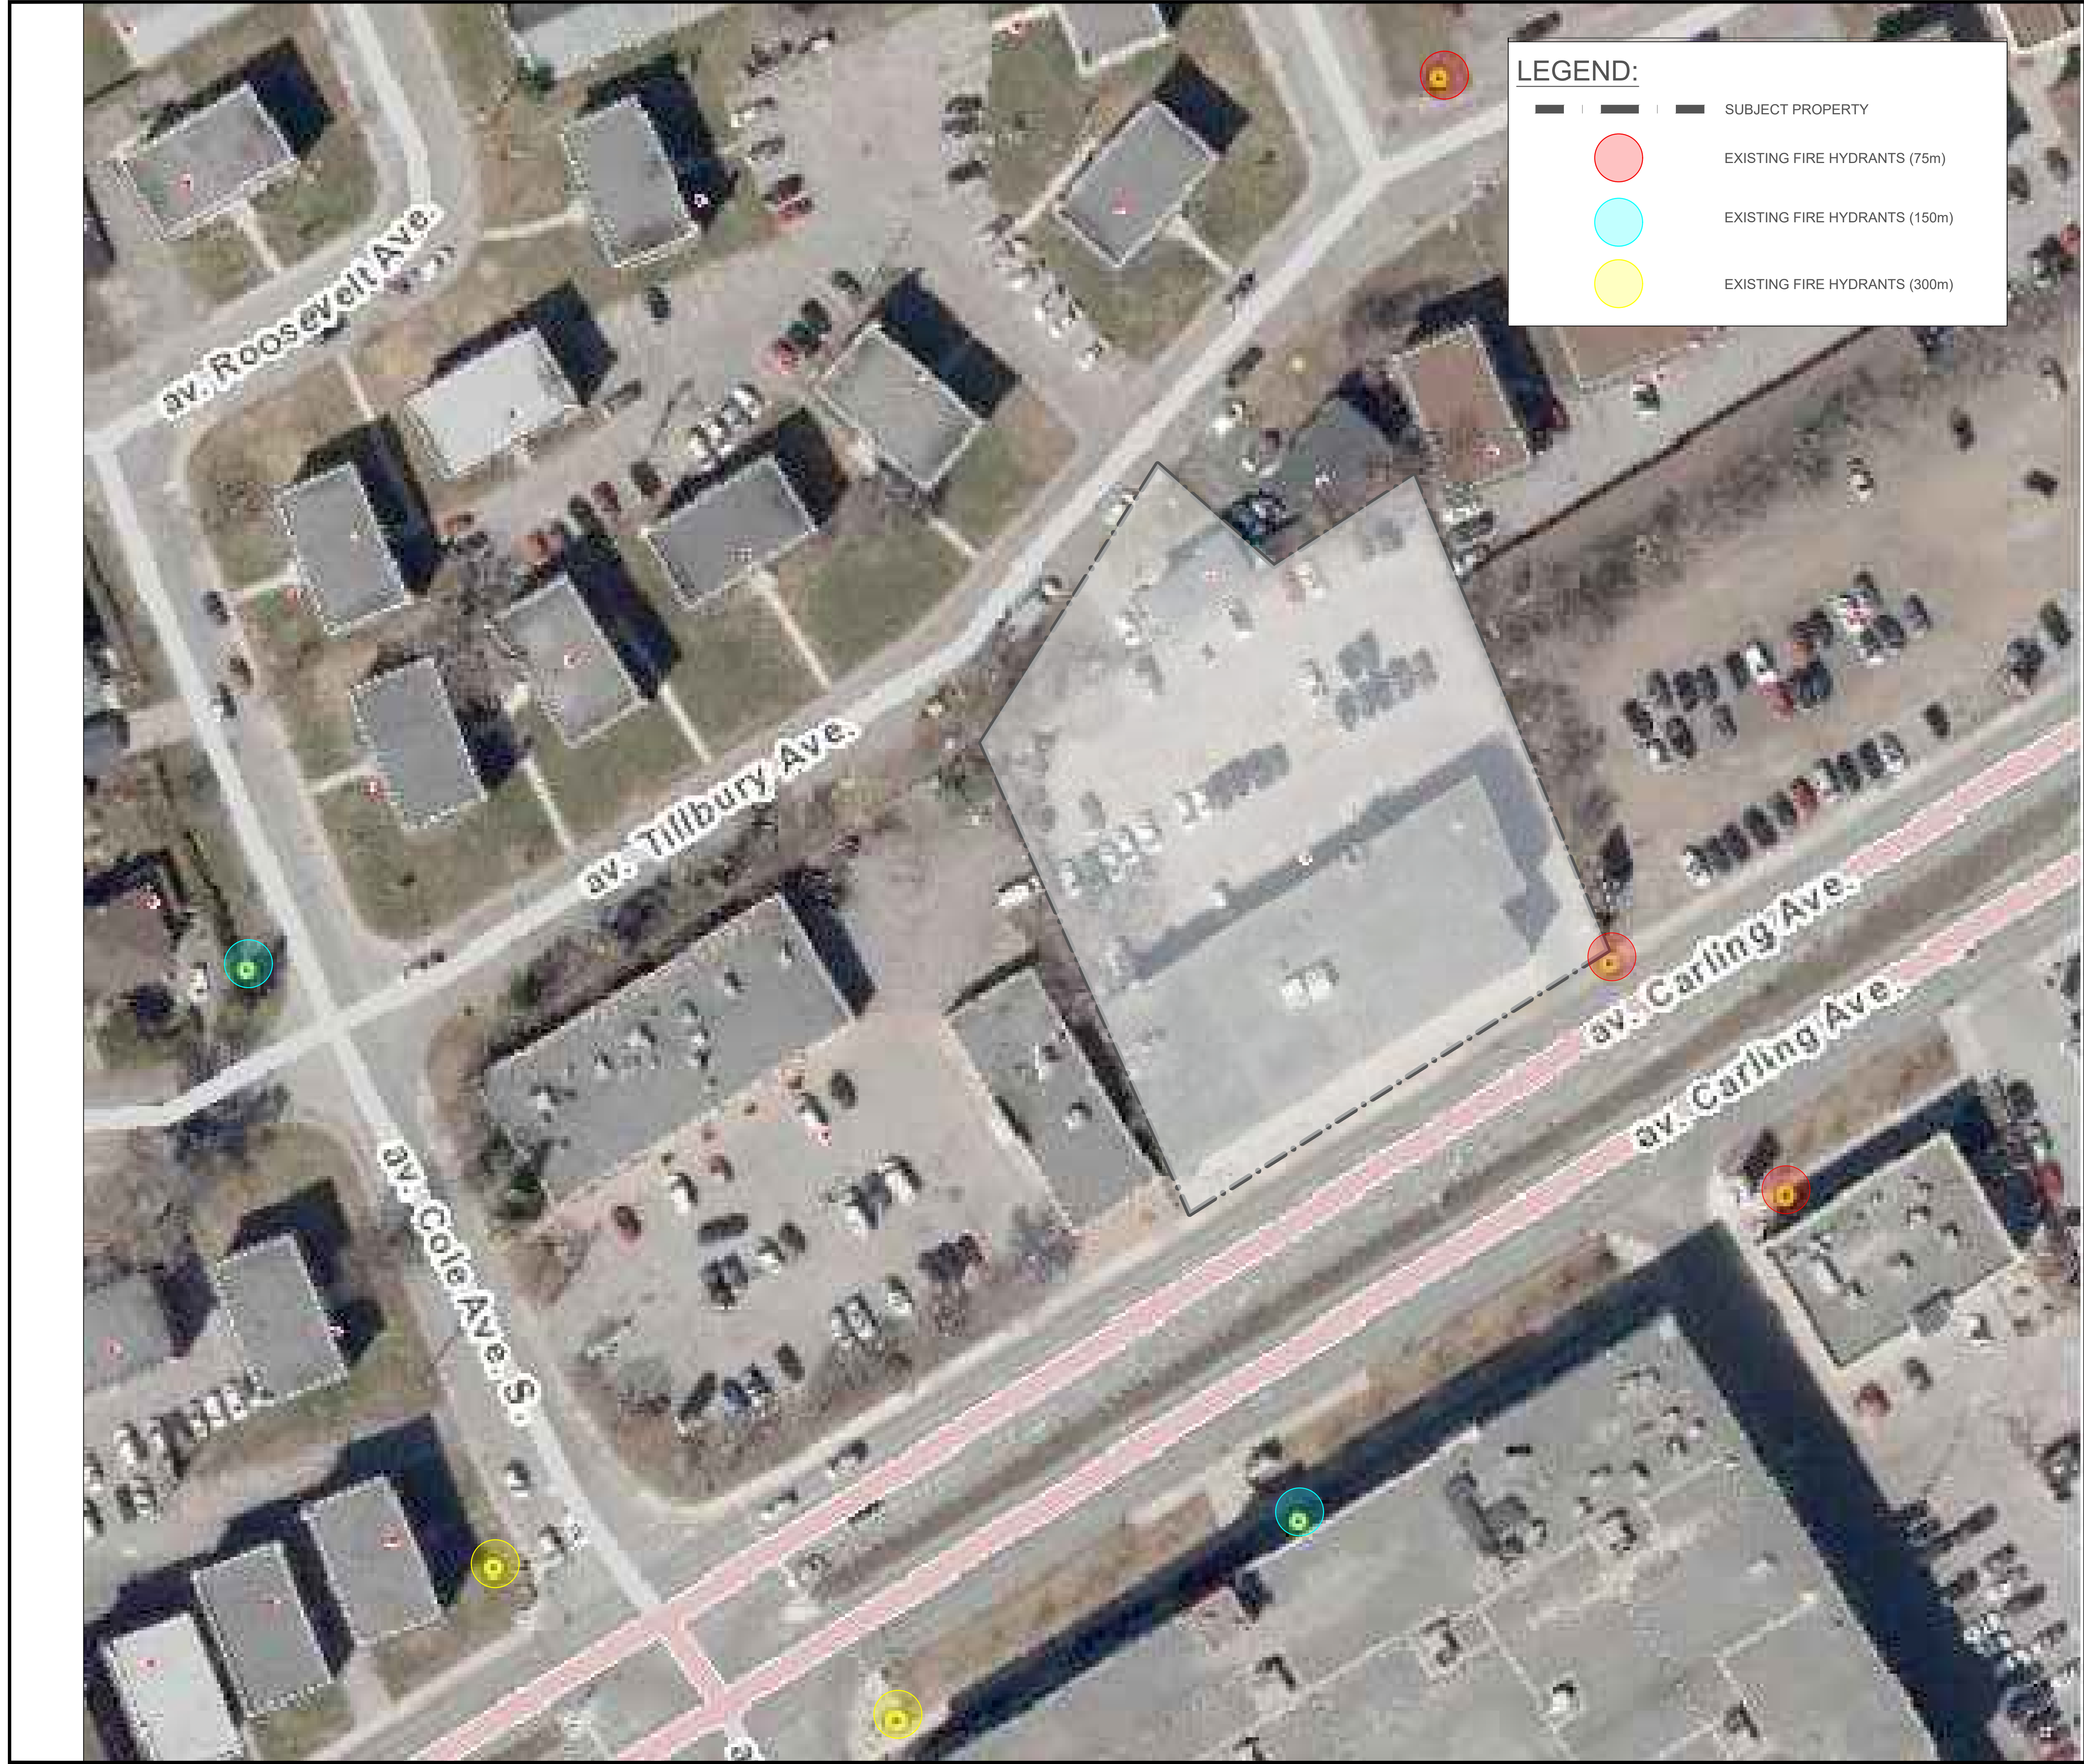 LEGEND:
SUBJECT PROPERTY
EXISTING FIRE HYDRANTS (75m)
EXISTING FIRE HYDRANTS (150m)
EXISTING FIRE HYDRANTS (300m)
av. Roosevelt Ave.
av. Tillbury Ave.
av. Carling Ave.
av. Carling Ave.
av. Cole Ave. S.